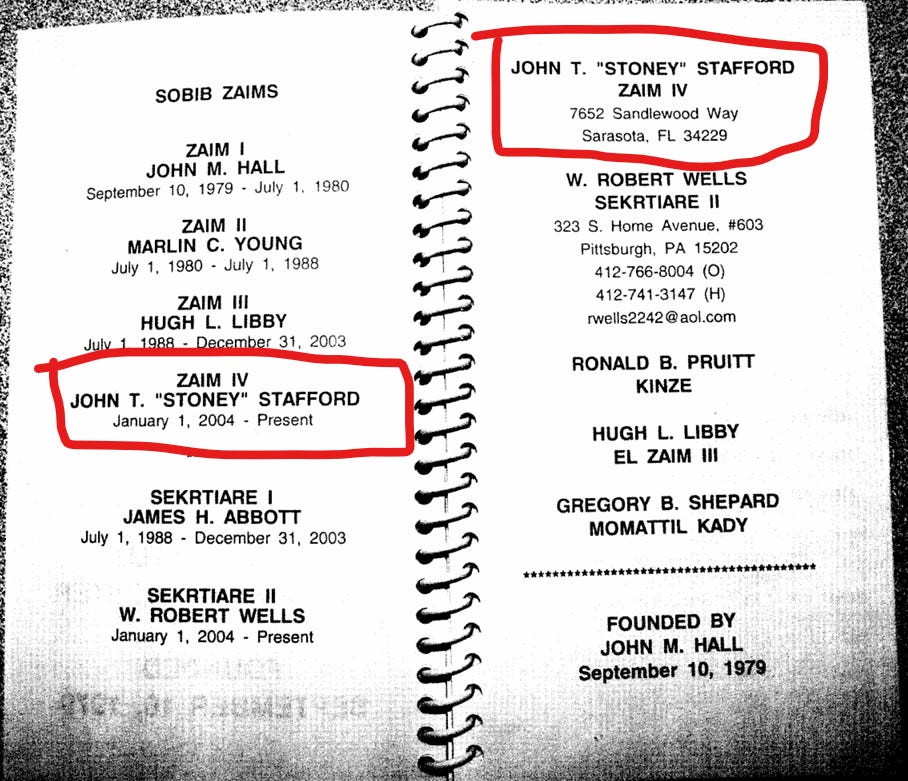 SOBIB ZAIMS
ZAIM I
JOHN M. HALL
September 10, 1979 - July 1, 1980
ZAIM II
MARLIN C. YOUNG
July 1, 1980 - July 1, 1988
ZAIM III
HUGH L. LIBBY
July 1, 1988 - December 31, 2003
ZAIM IV
JOHN T. "STONEY" STAFFORD
January 1, 2004 - Present
SEKRTIARE I
JAMES H. ABBOTT
July 1, 1988 - December 31, 2003
SEKRTIARE II
W. ROBERT WELLS
January 1, 2004 - Present
JOHN T. "STONEY" STAFFORD
ZAIM IV
7652 Sandlewood Way
Sarasota, FL 34229
W. ROBERT WELLS
SEKRTIARE II
323 S. Home Avenue, #603
Pittsburgh, PA 15202
412-766-8004 (O)
412-741-3147 (H)
rwells2242@aol.com
RONALD B. PRUITT
KINZE
HUGH L. LIBBY
EL ZAIM III
GREGORY B. SHEPARD
MOMATTIL KADY
****************************************
FOUNDED BY
JOHN M. HALL
September 10, 1979